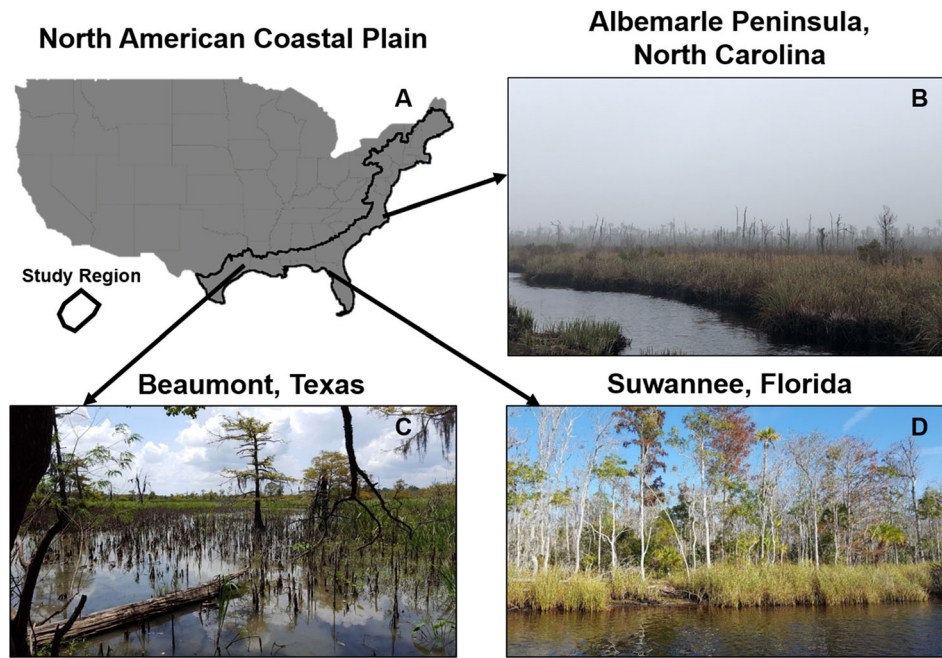 North American Coastal Plain
A
Study Region
Albemarle Peninsula,
North Carolina
B
Beaumont, Texas
C
Suwannee, Florida
D